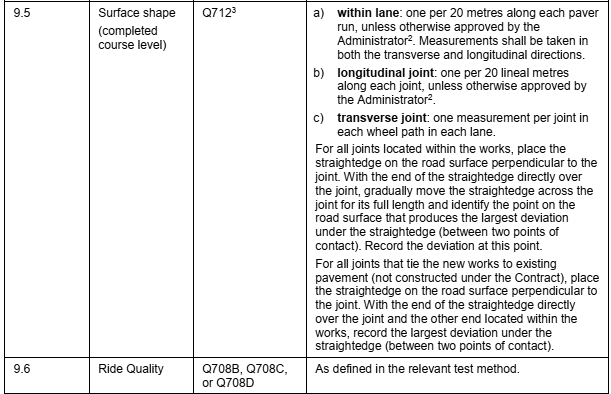 9.5 Surface shape (completed course level) Q712³ a) within lane: one per 20 metres along each paver
run, unless otherwise approved by the
Administrator². Measurements shall be taken in
both the transverse and longitudinal directions.
b) longitudinal joint: one per 20 lineal metres
along each joint, unless otherwise approved by
the Administrator².
c) transverse joint: one measurement per joint in
each wheel path in each lane.
For all joints located within the works, place the
straightedge on the road surface perpendicular to the
joint. With the end of the straightedge directly over
the joint, gradually move the straightedge across the
joint for its full length and identify the point on the
road surface that produces the largest deviation
under the straightedge (between two points of
contact). Record the deviation at this point.
For all joints that tie the new works to existing
pavement (not constructed under the Contract), place
the straightedge on the road surface perpendicular to
the joint. With the end of the straightedge directly
over the joint and the other end located within the
works, record the largest deviation under the
straightedge (between two points of contact).
9.6 Ride Quality Q708B, Q708C, or Q708D As defined in the relevant test method.